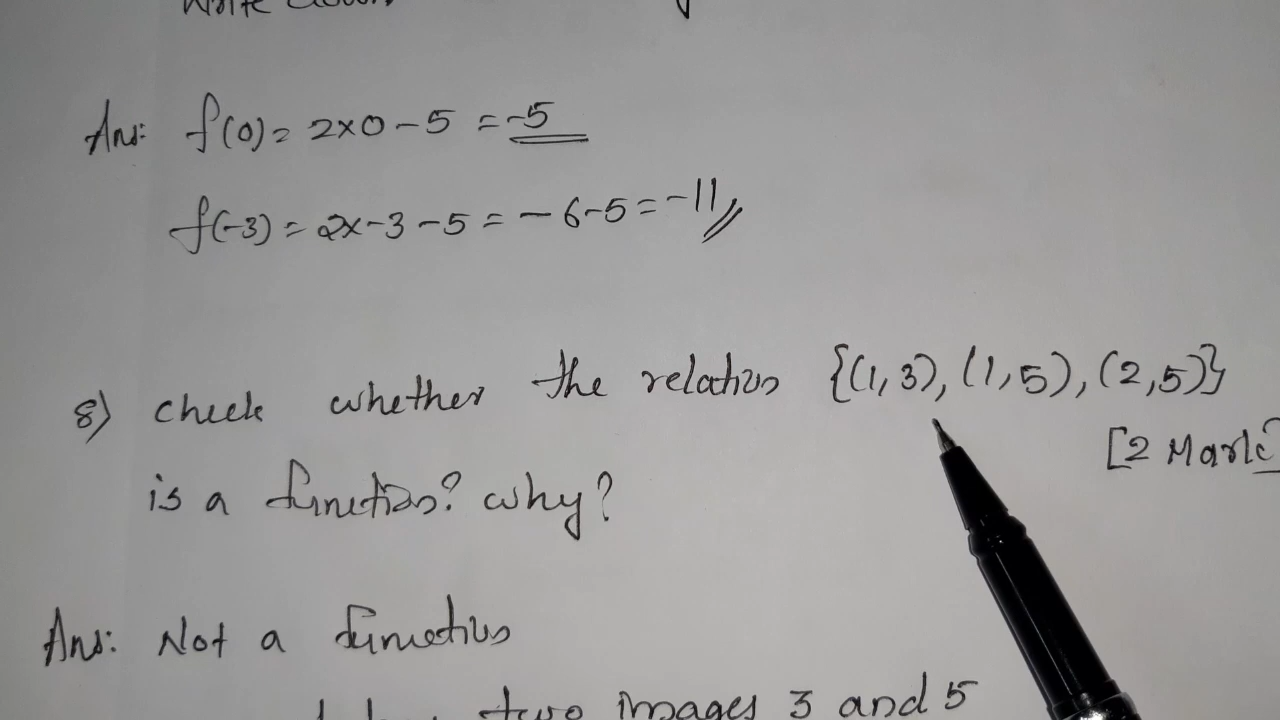 Ans: f(0) = 2×0-5 = -5
f(-3) = 2×-3-5 = -6-5 = -11
8) check whether the relation {(1,3), (1,5), (2,5)}
[2 Mark]
is a function? why?
Ans: Not a function
two images 3 and 5